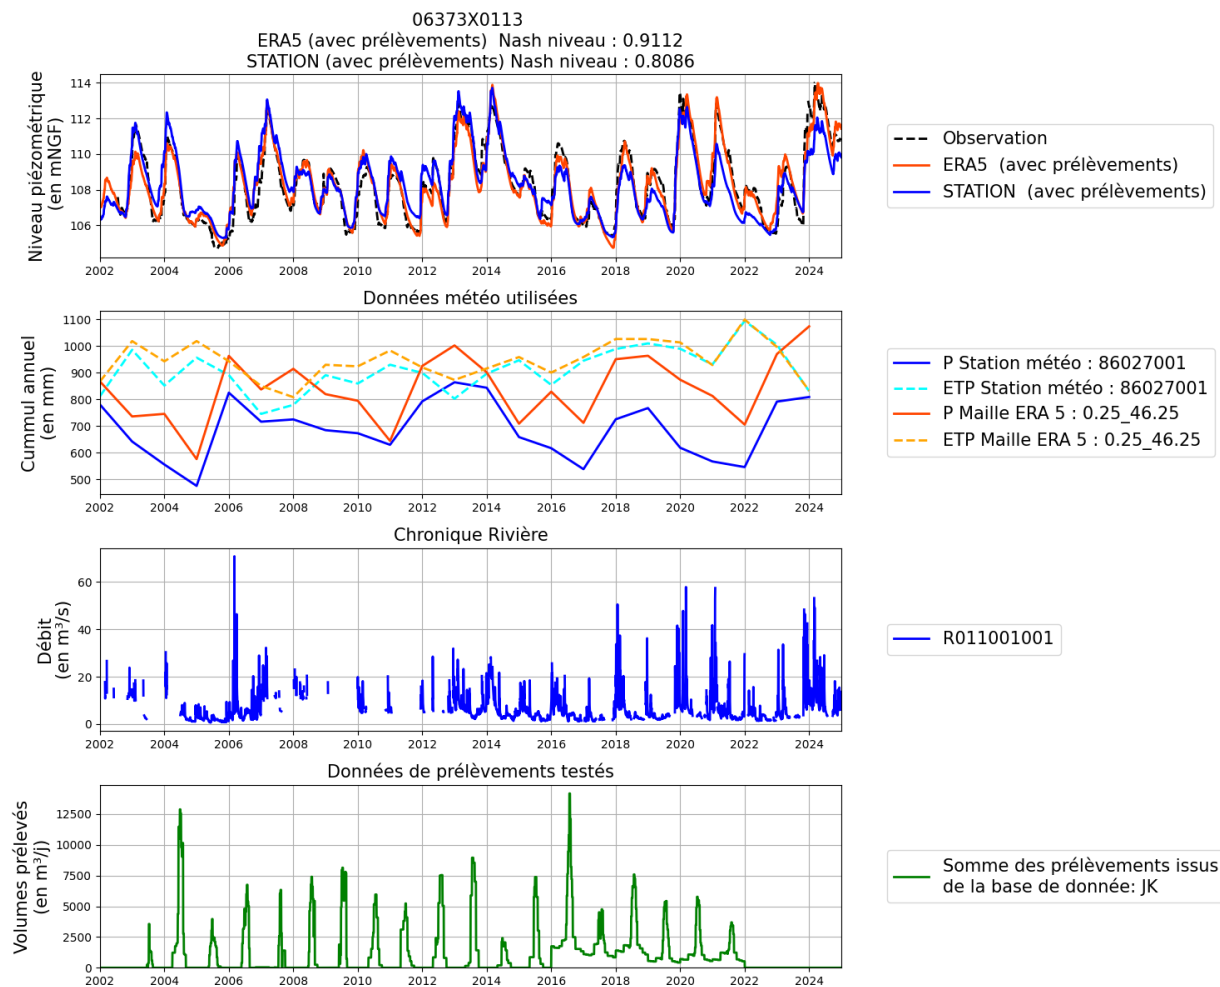 06373X0113
ERA5 (avec prélèvements)  Nash niveau : 0.9112
STATION (avec prélèvements) Nash niveau : 0.8086
Niveau piézométrique
(en mNGF)
114
112
110
108
106
2002 2004 2006 2008 2010 2012 2014 2016 2018 2020 2022 2024
Observation
ERA5  (avec prélèvements)
STATION  (avec prélèvements)
Données météo utilisées
Cummul annuel
(en mm)
1100
1000
900
800
700
600
500
2002 2004 2006 2008 2010 2012 2014 2016 2018 2020 2022 2024
P Station météo : 86027001
ETP Station météo : 86027001
P Maille ERA 5 : 0.25_46.25
ETP Maille ERA 5 : 0.25_46.25
Chronique Rivière
Débit
(en m³/s)
60
40
20
0
2002 2004 2006 2008 2010 2012 2014 2016 2018 2020 2022 2024
R011001001
Données de prélèvements testés
Volumes prélevés
(en m³/j)
12500
10000
7500
5000
2500
0
2002 2004 2006 2008 2010 2012 2014 2016 2018 2020 2022 2024
Somme des prélèvements issus
de la base de donnée: JK